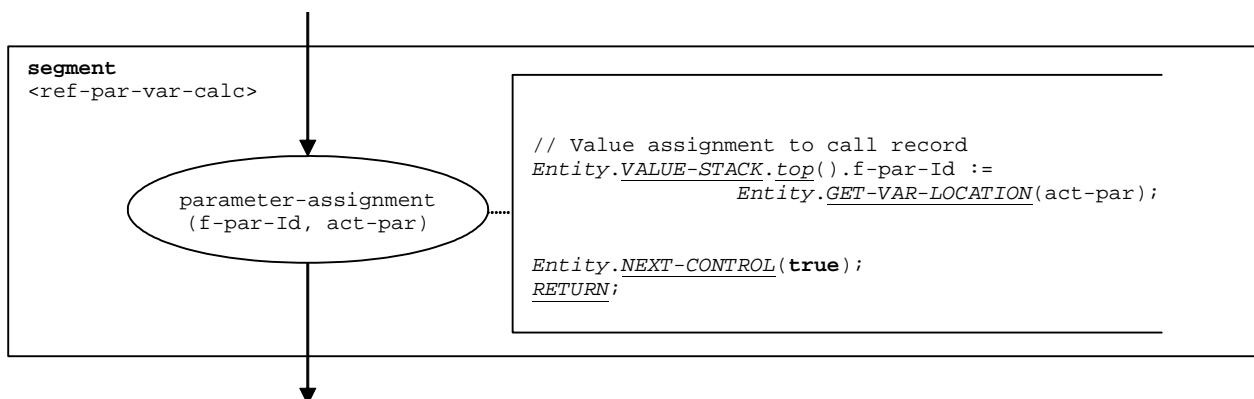 segment
<ref-par-var-calc>
parameter-assignment
(f-par-Id, act-par)
// Value assignment to call record
Entity.VALUE-STACK.top().f-par-Id :=
Entity.GET-VAR-LOCATION(act-par);
Entity.NEXT-CONTROL(true);
RETURN;